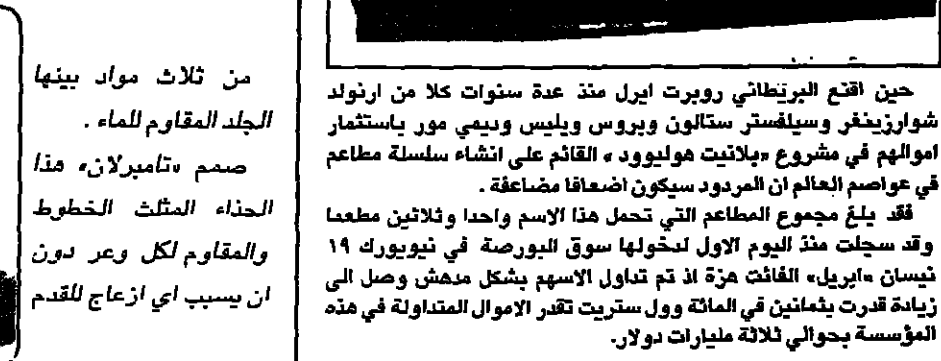 حين اقنع البريطاني روبرت ايرل منذ عدة سنوات كلا من ارنولد
شوارزينغر وسيلفستر ستالون وبروس ويليس وديمي مور باستثمار
اموالهم في مشروع «بلانيت هوليوود» القائم على انشاء سلسلة مطاعم
في عواصم العالم ان المردود سيكون اضعافا مضاعفة .
فقد بلغ مجموع المطاعم التي تحمل هذا الاسم واحدا وثلاثين مطعما
وقد سجلت منذ اليوم الاول لدخولها سوق البورصة في نيويورك ١٩
نيسان «ابريل» الفائت هزة اذ تم تداول الاسهم بشكل مدهش وصل الى
زيادة قدرت بثمانين في المائة وول ستريت تقدر الاموال المتداولة في هذه
المؤسسة بحوالي ثلاثة مليارات دولار.
من ثلاث مواد بينها
الجلد المقاوم للماء .
صمم «تامبرلان» هذا
الحذاء المثلث الخطوط
والمقاوم لكل وعر دون
ان يسبب اي ازعاج للقدم